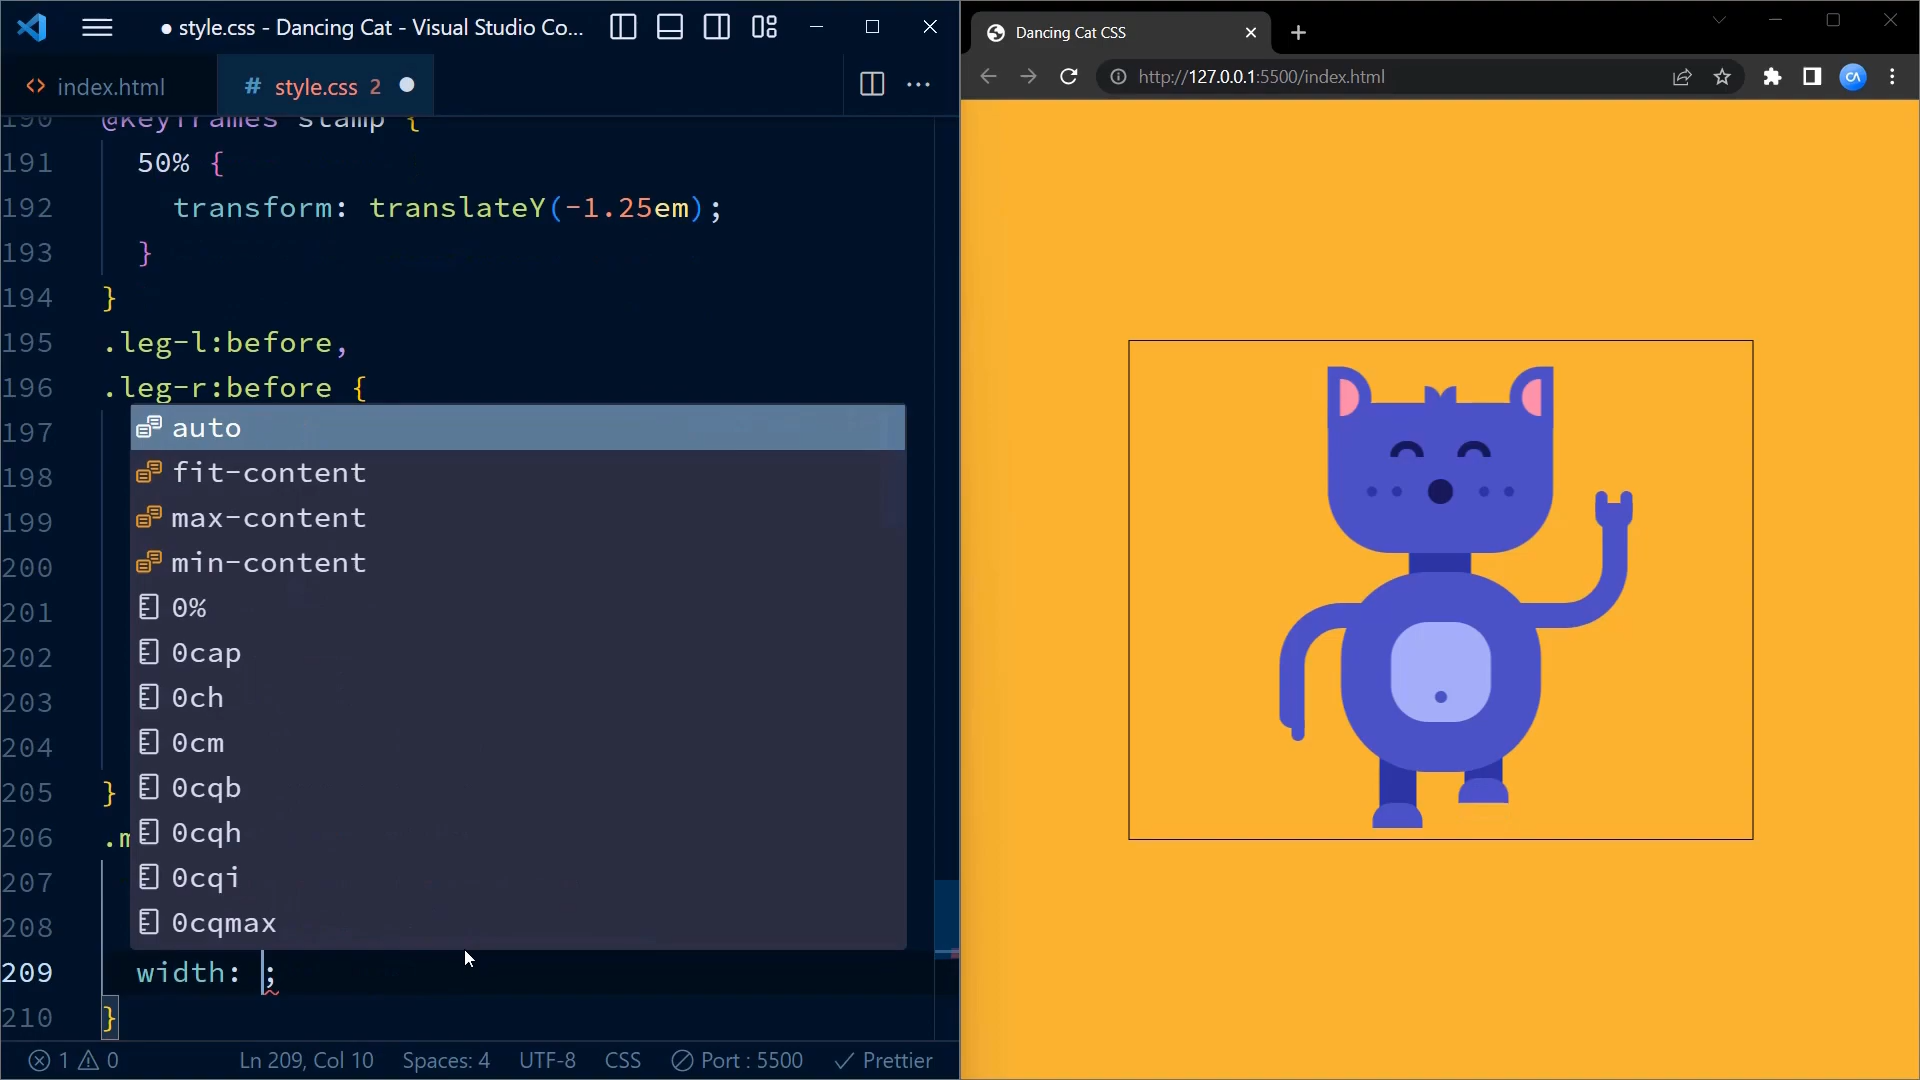 style.css - Dancing Cat - Visual Studio Co...
index.html
# style.css 2
190 @keyframes stamp {
191 50% {
192 transform: translateY(-1.25em);
193 }
194 }
195 .leg-l:before,
196 .leg-r:before {
197
198
199
200
201
202
203
204
205 }
206 .m
207
208
auto
fit-content
max-content
min-content
0%
0cap
0ch
0cm
0cqb
0cqh
0cqi
0cqmax
209 width: ;
210 }
1 0 Ln 209, Col 10 Spaces: 4 UTF-8 CSS Port : 5500 Prettier
Dancing Cat CSS
http://127.0.0.1:5500/index.html
CA